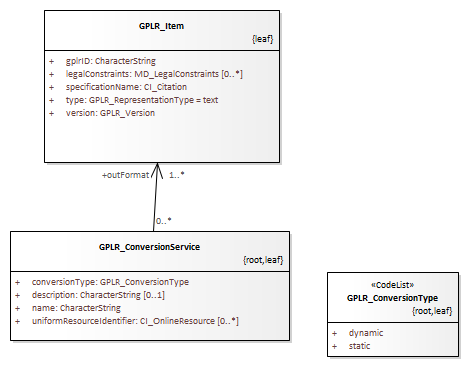 GPLR_Item
{leaf}
+ gplrID: CharacterString
+ legalConstraints: MD_LegalConstraints [0..*]
+ specificationName: CI_Citation
+ type: GPLR_RepresentationType = text
+ version: GPLR_Version
+outFormat 1..*
0..*
GPLR_ConversionService
{root,leaf}
+ conversionType: GPLR_ConversionType
+ description: CharacterString [0..1]
+ name: CharacterString
+ uniformResourceIdentifier: CI_OnlineResource [0..*]
«CodeList»
GPLR_ConversionType
{root,leaf}
+ dynamic
+ static